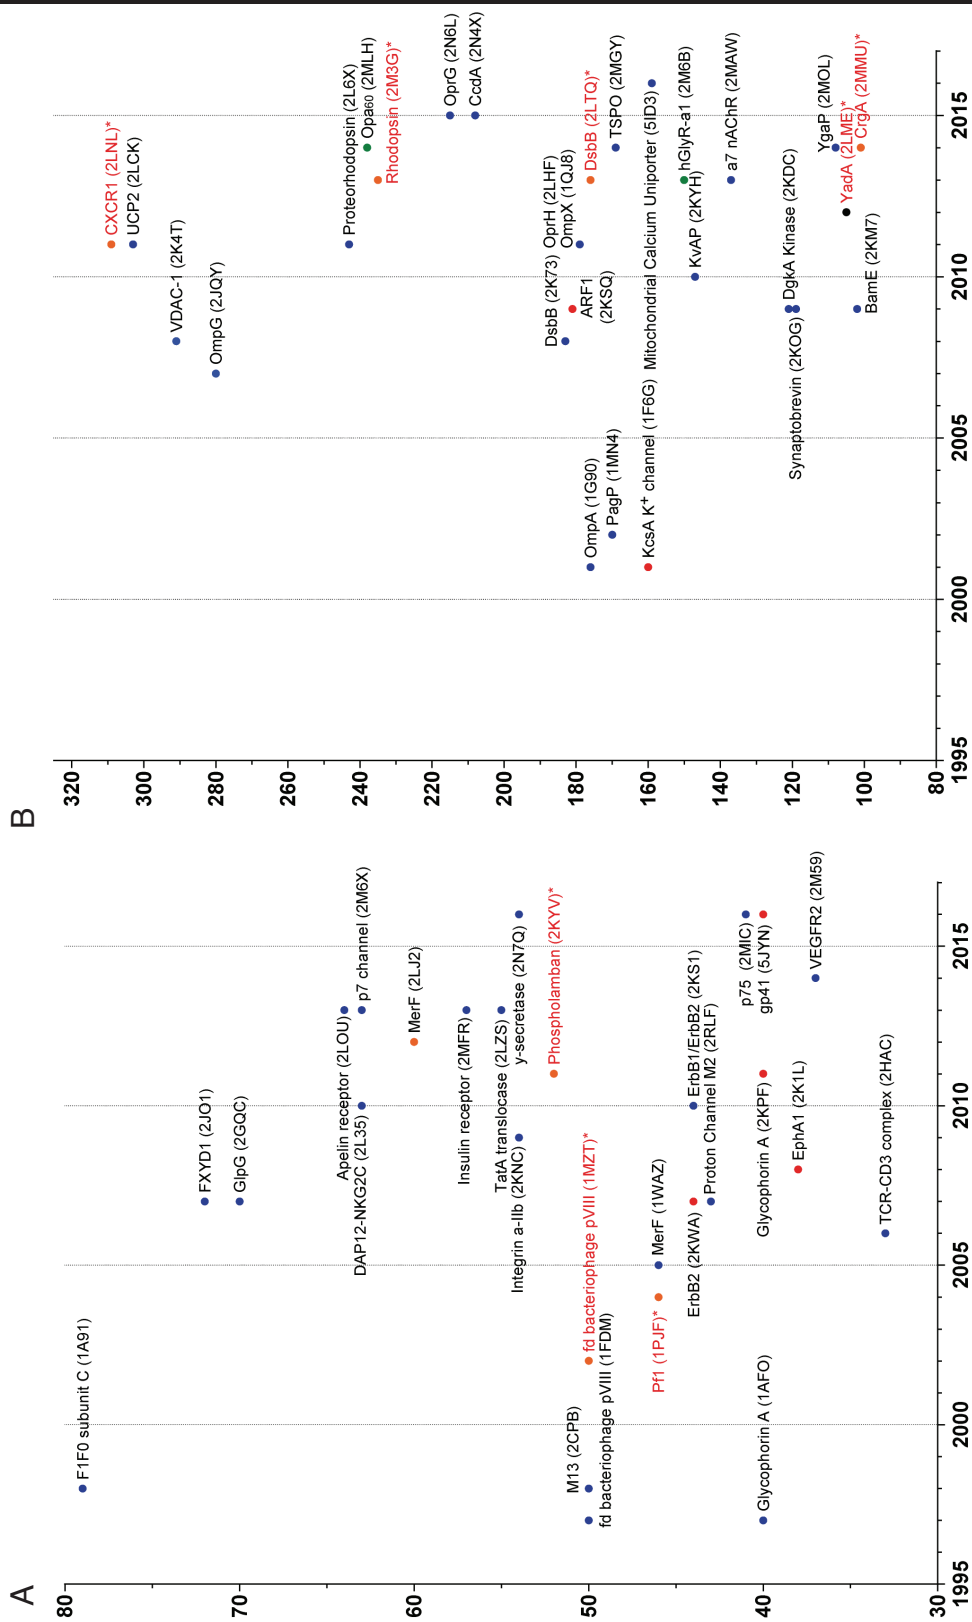 A
80
70
60
50
40
30
1995
2000
2005
2010
2015
F1F0 subunit C (1A91)
FXYD1 (2JO1)
GlpG (2GQC)
Apelin receptor (2LOU)
p7 channel (2M6X)
DAP12-NKG2C (2L35)
MerF (2LJ2)
Insulin receptor (2MFR)
TatA translocase (2LZS)
y-secretase (2N7Q)
Integrin a-IIb (2KNC)
Phospholamban (2KYV)*
M13 (2CPB)
fd bacteriophage pVIII (1MZT)*
fd bacteriophage pVIII (1FDM)
Pf1 (1PJF)*
MerF (1WAZ)
ErbB2 (2KWA)
ErbB1/ErbB2 (2KS1)
Proton Channel M2 (2RLF)
p75 (2MIC)
gp41 (5JYN)
Glycophorin A (1AFO)
Glycophorin A (2KPF)
EphA1 (2K1L)
VEGFR2 (2M59)
TCR-CD3 complex (2HAC)
B
320
300
280
260
240
220
200
180
160
140
120
100
80
1995
2000
2005
2010
2015
CXCR1 (2LNL)*
UCP2 (2LCK)
VDAC-1 (2K4T)
OmpG (2JQY)
Proteorhodopsin (2L6X)
Opa60 (2MLH)
Rhodopsin (2M3G)*
OprG (2N6L)
CcdA (2N4X)
DsbB (2K73)
OprH (2LHF)
OmpX (1QJ8)
ARF1
(2KSQ)
DsbB (2LTQ)*
TSPO (2MGY)
OmpA (1G90)
PagP (1MN4)
KcsA K+ channel (1F6G)
Mitochondrial Calcium Uniporter (5ID3)
hGlyR-a1 (2M6B)
KvAP (2KYH)
a7 nAChR (2MAW)
Synaptobrevin (2KOG)
DgkA Kinase (2KDC)
YgaP (2MOL)
YadA (2LME)*
CrgA (2MMU)*
BamE (2KM7)